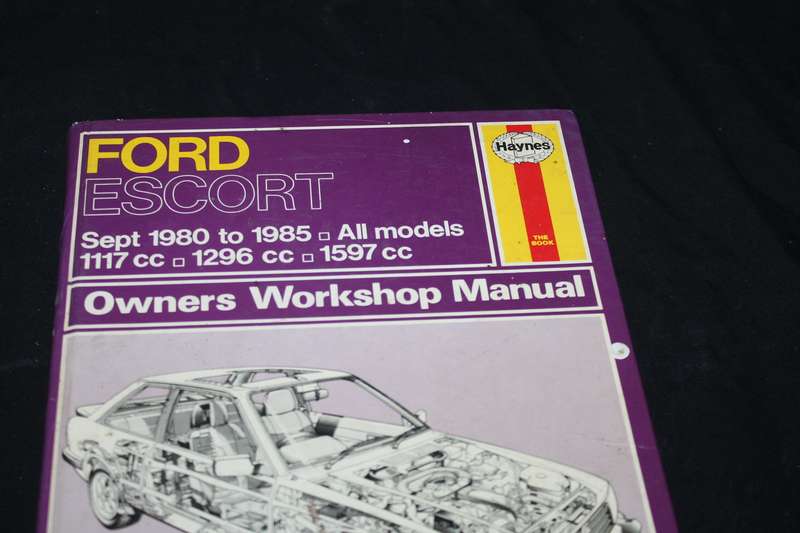 FORD
ESCORT
Sept 1980 to 1985 ▫ All models
1117 cc ▫ 1296 cc ▫ 1597 cc
Haynes
THE
BOOK
Owners Workshop Manual